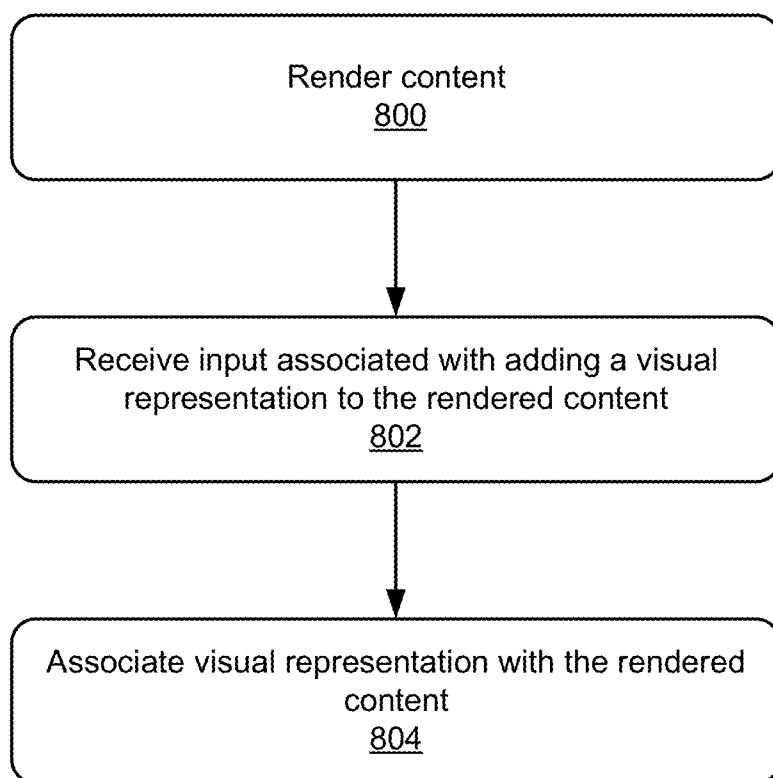 Render content
800
Receive input associated with adding a visual
representation to the rendered content
802
Associate visual representation with the rendered
content
804